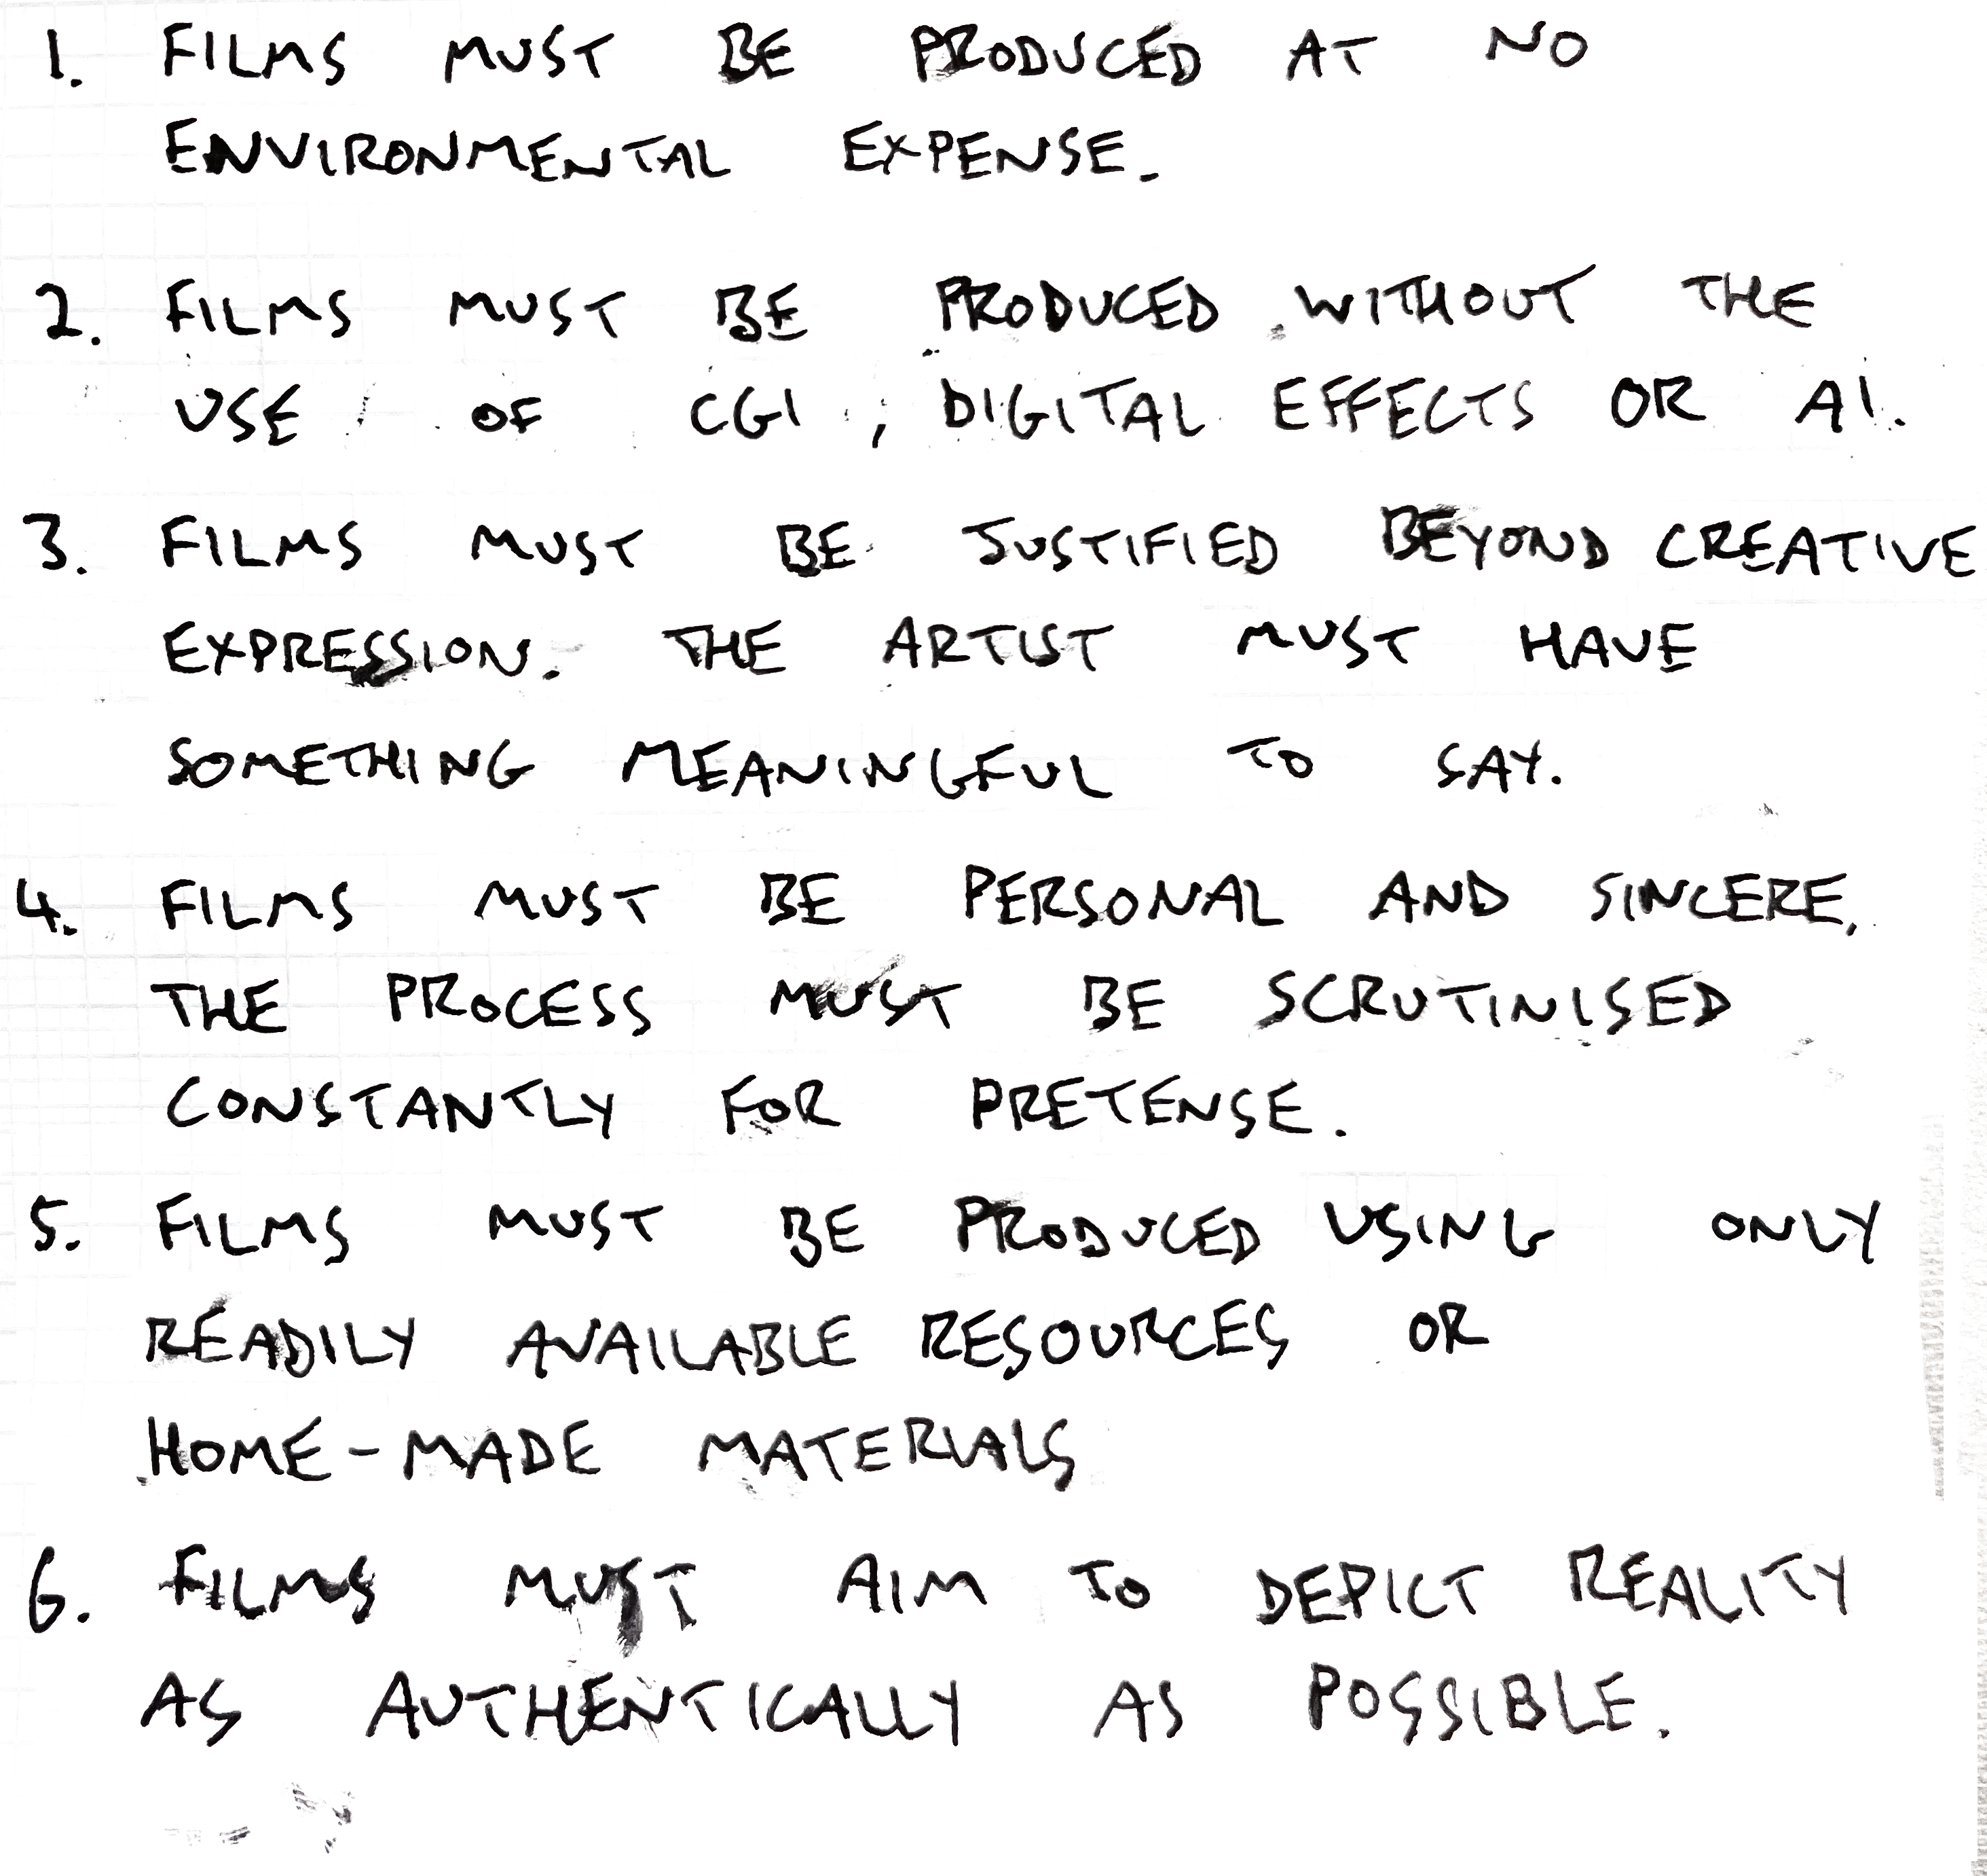 1. FILMS MUST BE PRODUCED AT NO
ENVIRONMENTAL EXPENSE.
2. FILMS MUST BE PRODUCED WITHOUT THE
USE OF CGI, DIGITAL EFFECTS OR AI.
3. FILMS MUST BE JUSTIFIED BEYOND CREATIVE
EXPRESSION. THE ARTIST MUST HAVE
SOMETHING MEANINGFUL TO SAY.
4. FILMS MUST BE PERSONAL AND SINCERE,
THE PROCESS MUST BE SCRUTINISED
CONSTANTLY FOR PRETENSE.
5. FILMS MUST BE PRODUCED USING ONLY
READILY AVAILABLE RESOURCES OR
HOME-MADE MATERIALS
6. FILMS MUST AIM TO DEPICT REALITY
AS AUTHENTICALLY AS POSSIBLE.